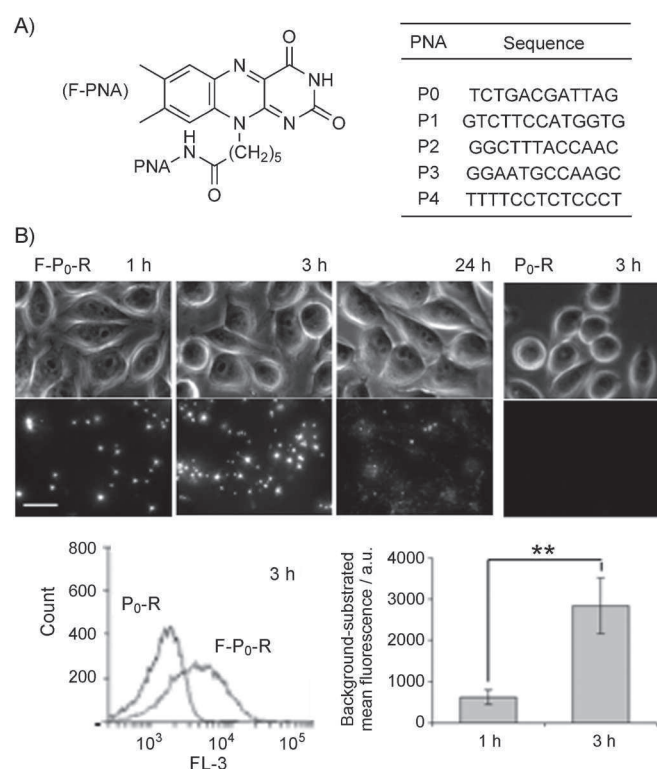 A)
(F-PNA)
O
N
NH
N
N
O
H
PNA
N
(CH2)5
O
PNA Sequence
P0 TCTGACGATTAG
P1 GTCTTCCATGGTG
P2 GGCTTTACCAAC
P3 GGAATGCCAAGC
P4 TTTTCCTCTCCCT
B)
F-P0-R 1 h 3 h 24 h P0-R 3 h
800
600
400
200
Count
3 h
P0-R
F-P0-R
10^3 10^4 10^5
FL-3
Background-substrated
mean fluorescence / a.u.
4000
3000
2000
1000
0
**
1 h 3 h